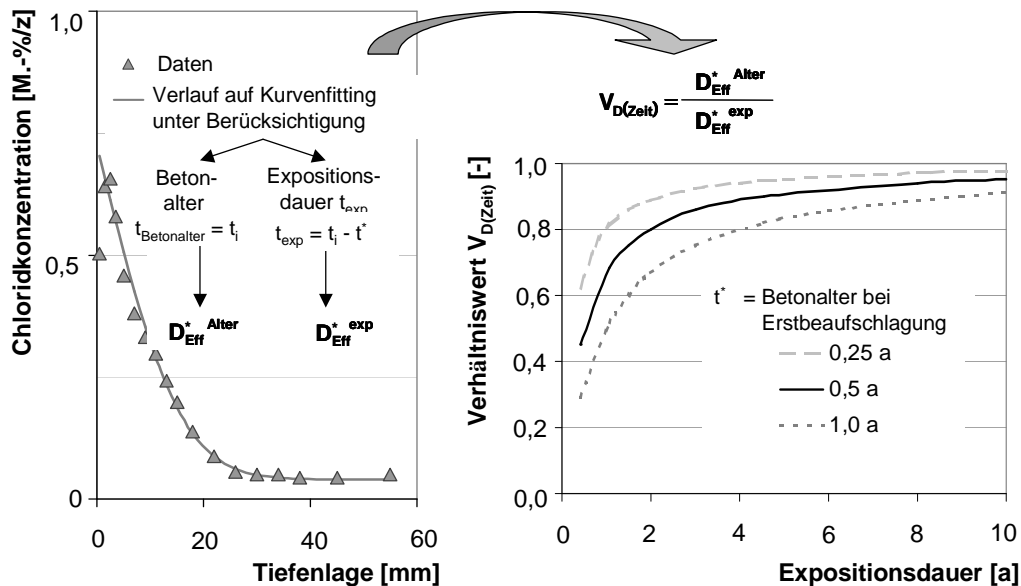 Chloridkonzentration [M.-%/z]
1,0
0,5
0
Daten
Verlauf auf Kurvenfitting
unter Berücksichtigung
Beton-
alter
t_Betonalter = t_i
D*_Eff^Alter
Expositions-
dauer t_exp
t_exp = t_i - t*
D*_Eff^exp
0 20 40 60
Tiefenlage [mm]
V_D(Zeit) = D*_Eff^Alter / D*_Eff^exp
Verhältniswert V_D(Zeit) [-]
1,0
0,8
0,6
0,4
0,2
0,0
t* = Betonalter bei
Erstbeaufschlagung
0,25 a
0,5 a
1,0 a
0 2 4 6 8 10
Expositionsdauer [a]